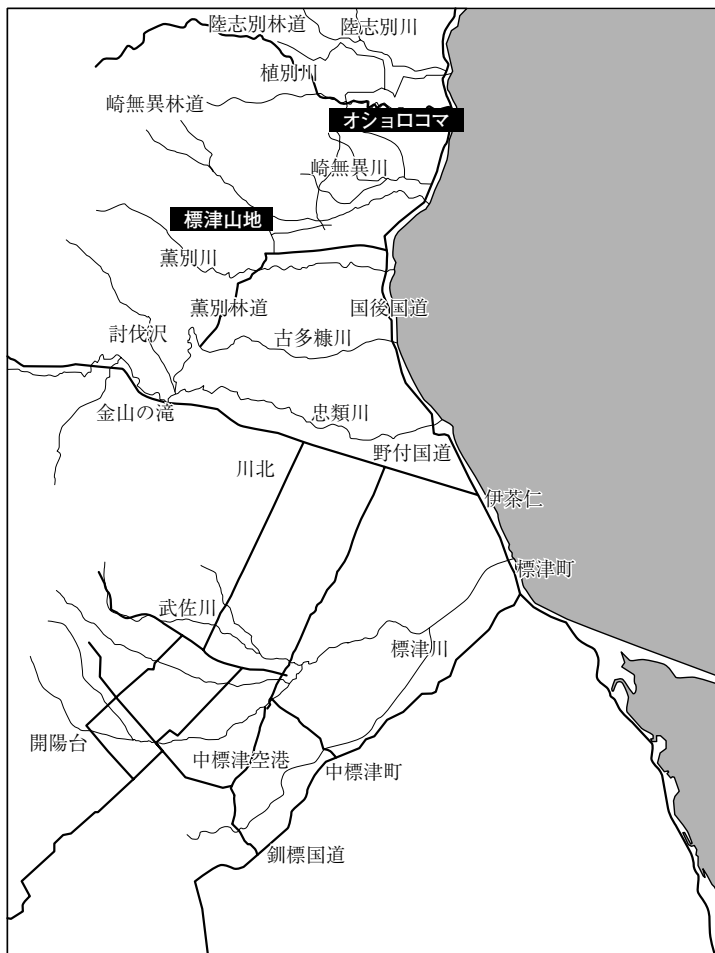 陸志別林道
陸志別川
植別川
崎無異林道
オショロコマ
崎無異川
標津山地
薫別川
薫別林道
国後国道
討伐沢
古多糠川
金山の滝
忠類川
野付国道
川北
伊茶仁
標津町
武佐川
標津川
開陽台
中標津空港
中標津町
釧標国道